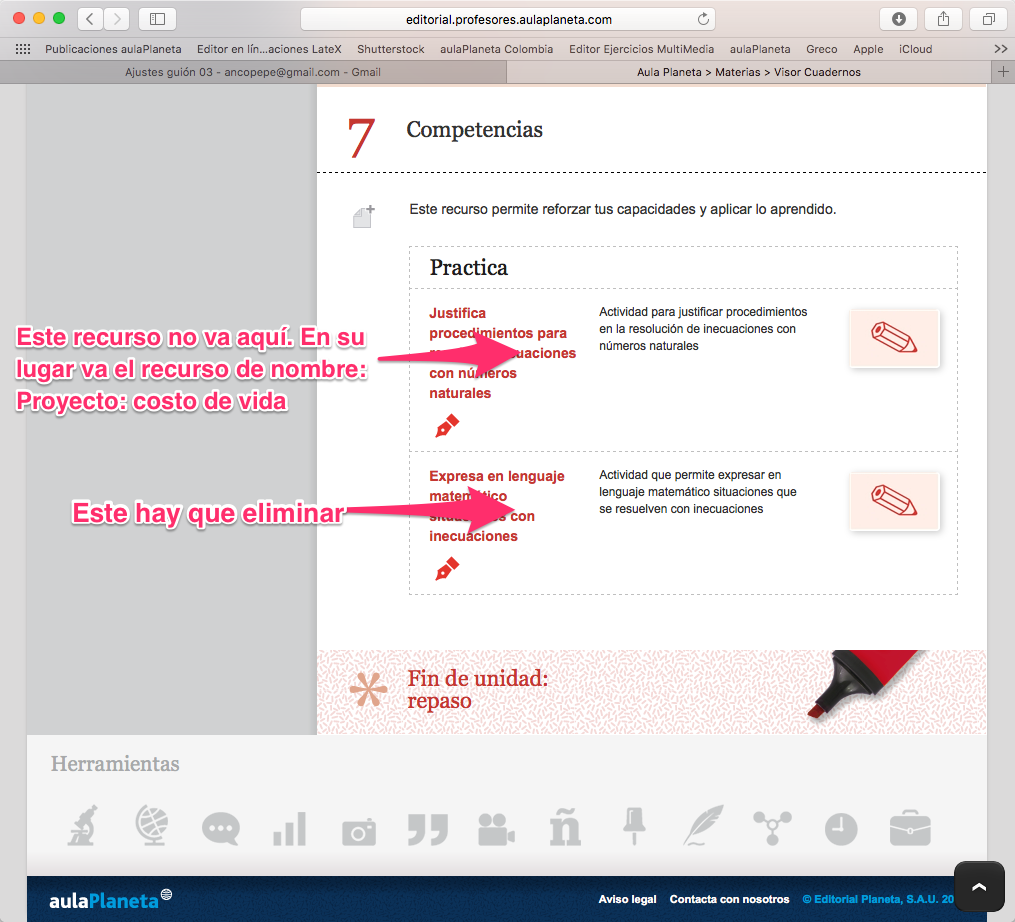 editorial.profesores.aulaplaneta.com
Publicaciones aulaPlaneta Editor en lín...aciones LateX Shutterstock aulaPlaneta Colombia Editor Ejercicios MultiMedia aulaPlaneta Greco Apple iCloud
Ajustes guión 03 - ancopepe@gmail.com - Gmail
Aula Planeta > Materias > Visor Cuadernos
7 Competencias
Este recurso permite reforzar tus capacidades y aplicar lo aprendido.
Practica
Justifica
procedimientos para
con números
naturales
Actividad para justificar procedimientos
en la resolución de inecuaciones con
números naturales
Este recurso no va aquí. En su
lugar va el recurso de nombre:
Proyecto: costo de vida
Expresa en lenguaje
matemático
con
inecuaciones
Actividad que permite expresar en
lenguaje matemático situaciones que
se resuelven con inecuaciones
Este hay que eliminar
Fin de unidad:
repaso
Herramientas
ñ
aulaPlaneta
Aviso legal Contacta con nosotros © Editorial Planeta, S.A.U. 20